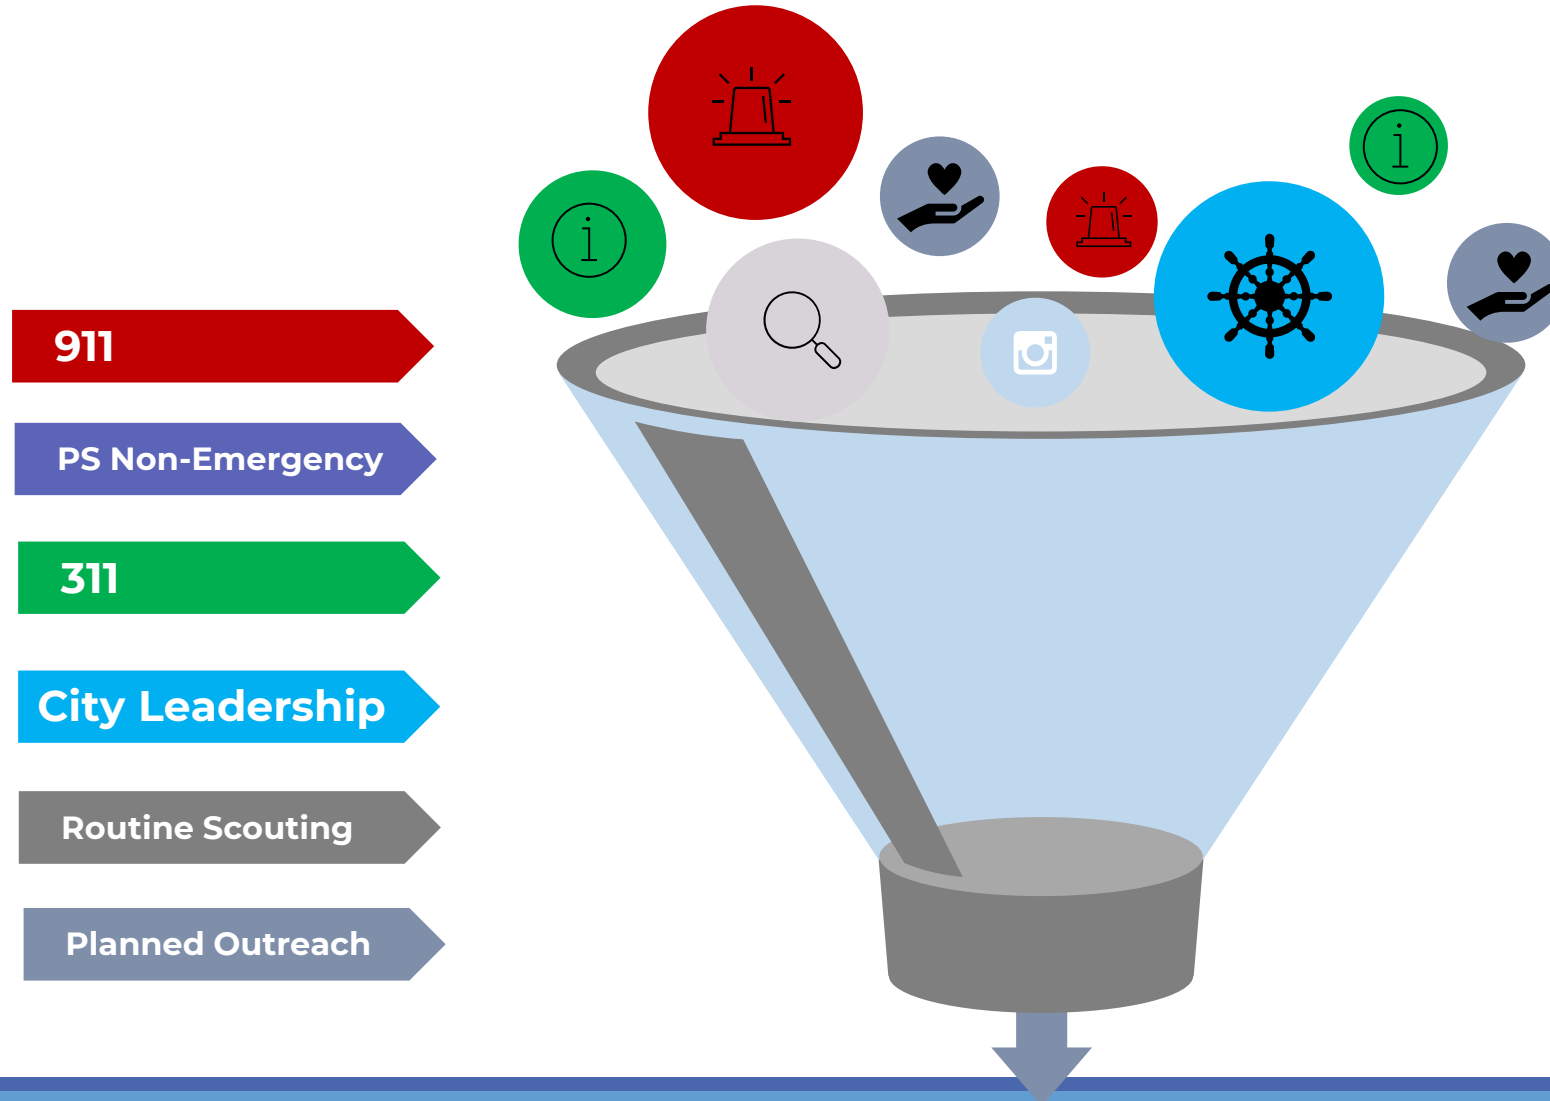 911
PS Non-Emergency
311
City Leadership
Routine Scouting
Planned Outreach